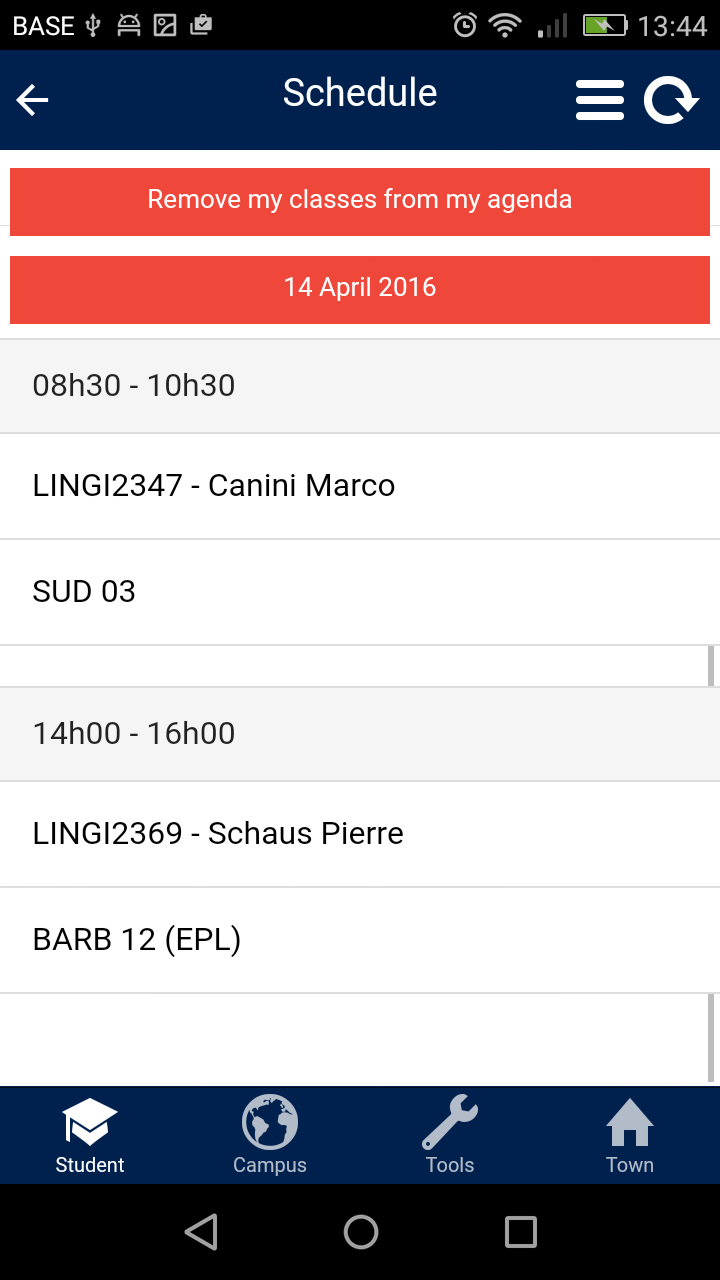 BASE 13:44
Schedule
Remove my classes from my agenda
14 April 2016
08h30 - 10h30
LINGI2347 - Canini Marco
SUD 03
14h00 - 16h00
LINGI2369 - Schaus Pierre
BARB 12 (EPL)
Student Campus Tools Town